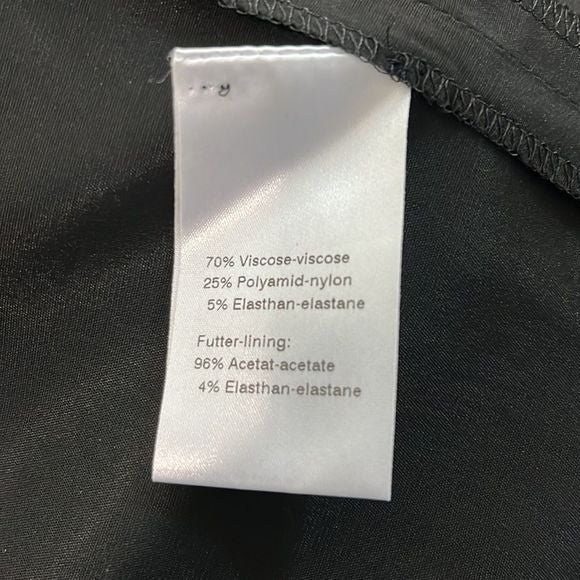 70% Viscose-viscose
25% Polyamid-nylon
5% Elasthan-elastane
Futter-lining:
96% Acetat-acetate
4% Elasthan-elastane